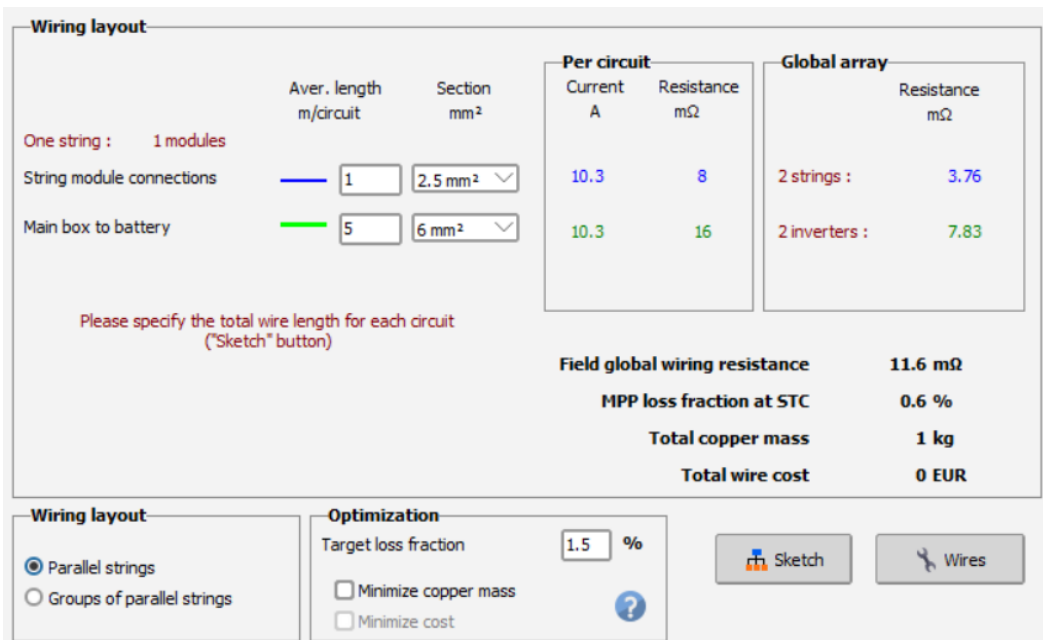 Wiring layout
Per circuit
Global array
Aver. length Section Current Resistance Resistance
m/circuit mm² A mΩ mΩ
One string : 1 modules
String module connections 1 2.5 mm² 10.3 8 2 strings : 3.76
Main box to battery 5 6 mm² 10.3 16 2 inverters : 7.83
Please specify the total wire length for each circuit
("Sketch" button)
Field global wiring resistance 11.6 mΩ
MPP loss fraction at STC 0.6 %
Total copper mass 1 kg
Total wire cost 0 EUR
Wiring layout
Parallel strings
Groups of parallel strings
Optimization
Target loss fraction 1.5 %
Minimize copper mass
Minimize cost
?
Sketch
Wires